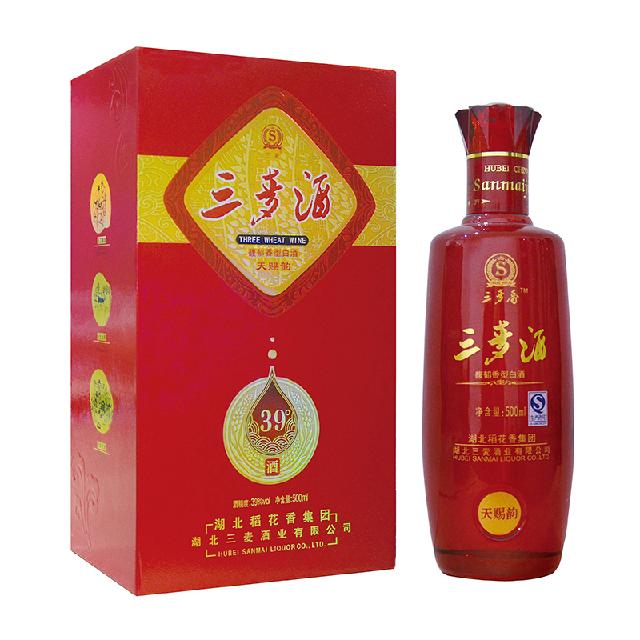 S
三麦酒
THREE WHEAT WINE
馥郁香型白酒
天赐韵
39°
酒
酒精度:39%vol 净含量:500ml
湖北稻花香集团
湖北三麦酒业有限公司
HUBEI SANMAI LIQUOR CO.,LTD.
Sanmai
S
三麦香™
三麦酒
馥郁香型白酒
净含量:500ml
湖北稻花香集团
湖北三麦酒业有限公司
HUBEI SANMAI LIQUOR CO.,LTD
天赐韵